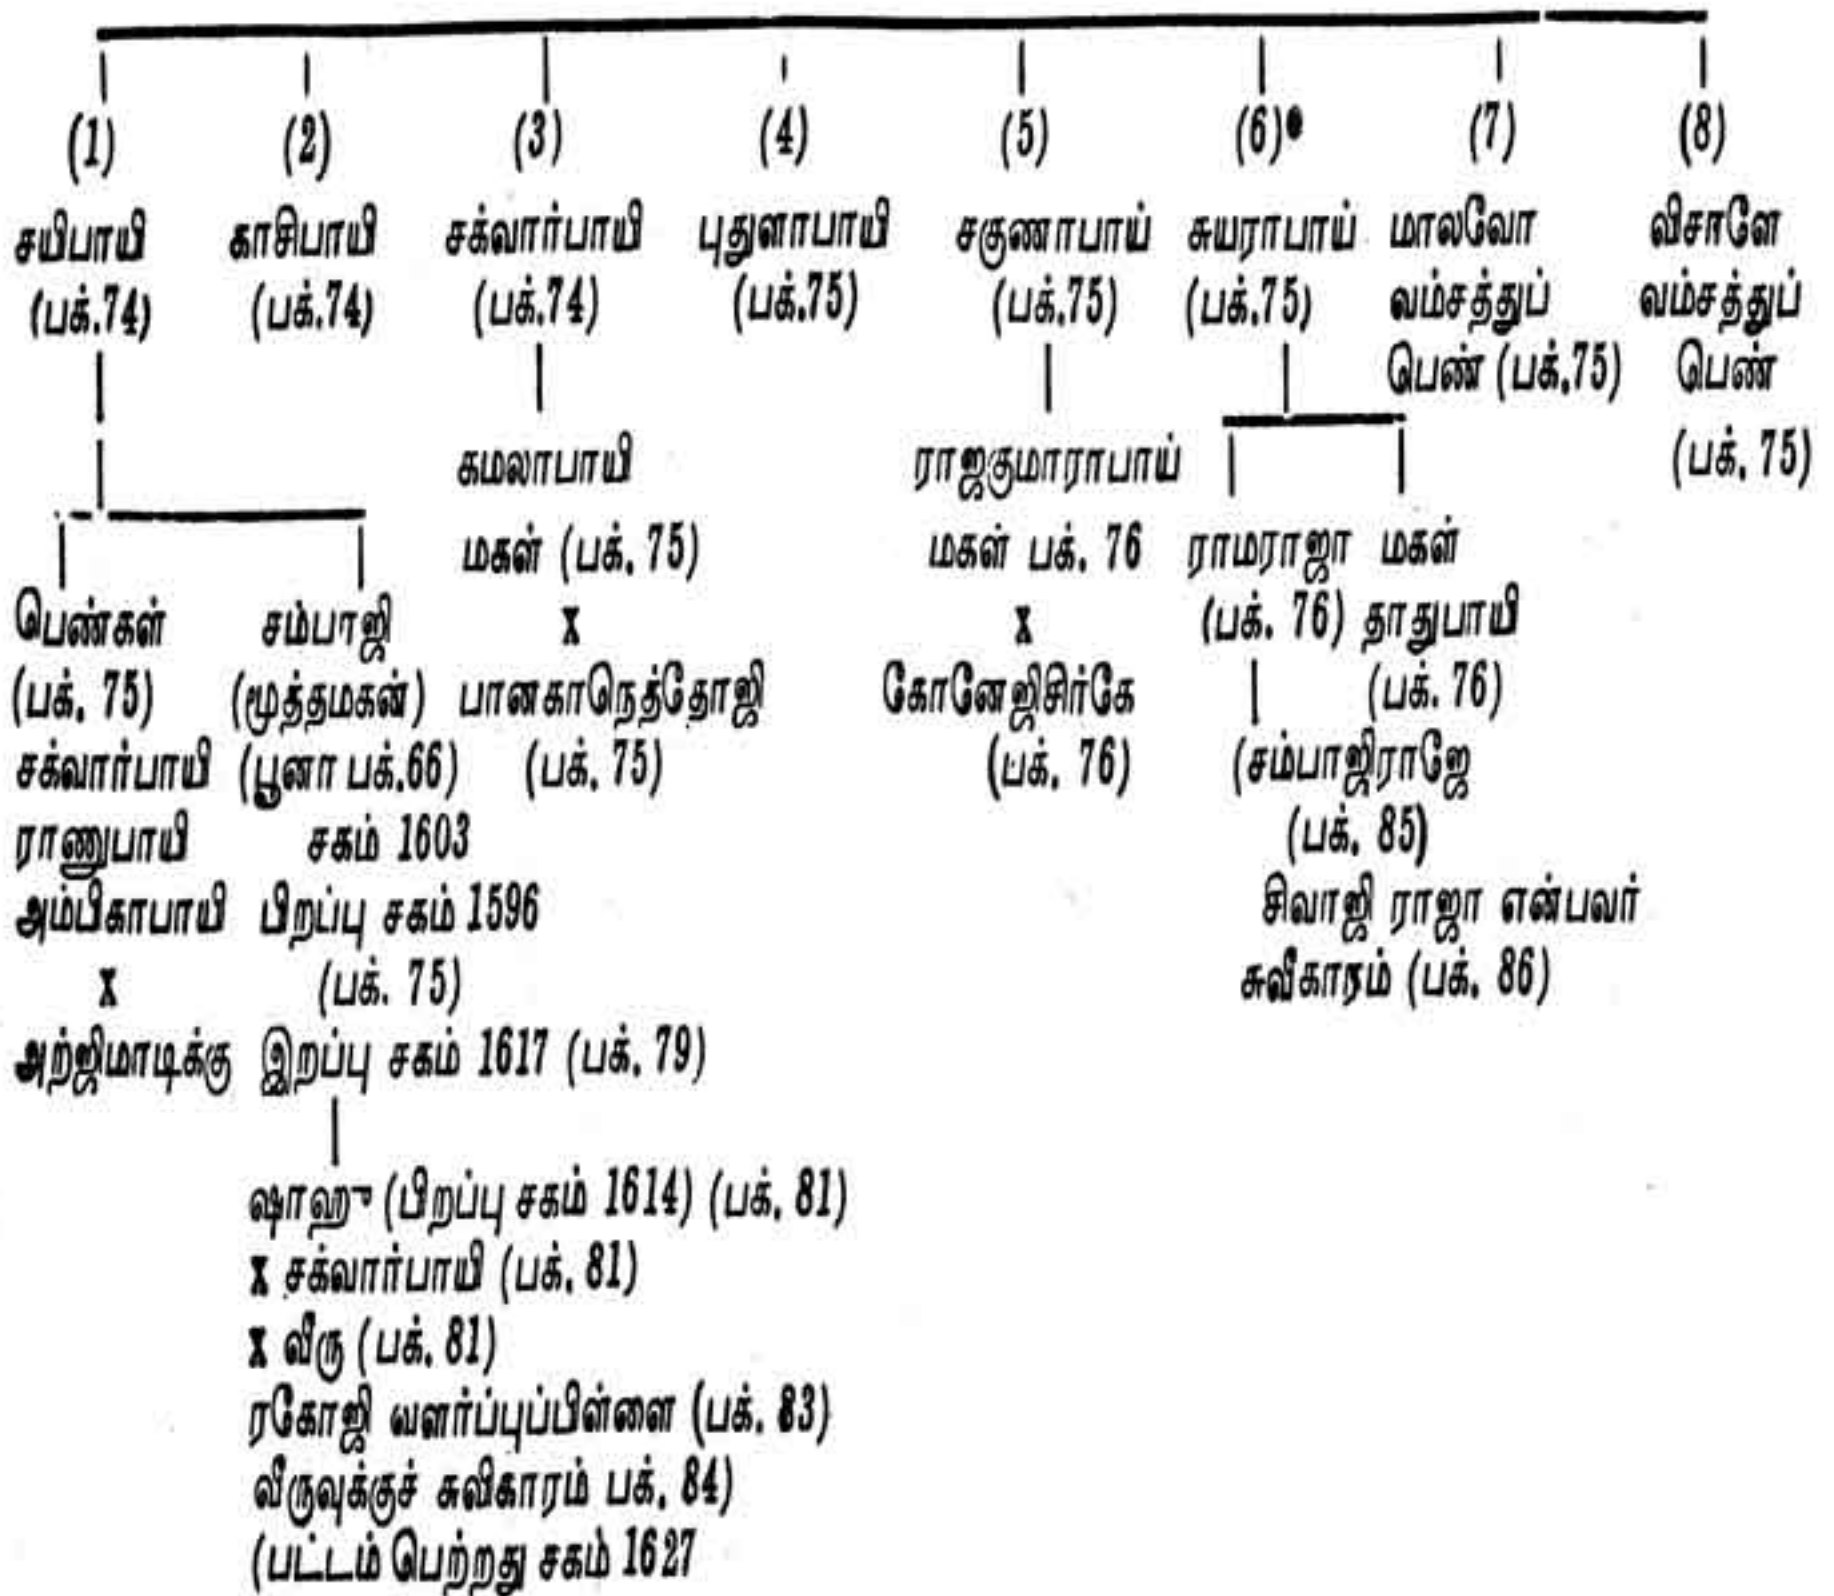 (1) (2) (3) (4) (5) (6)● (7) (8)
சயிபாயி காசிபாயி சக்வார்பாயி புதுளாபாயி சகுணாபாய் சுயராபாய் மாலவோ விசாளே
(பக்.74) (பக்.74) (பக்.74) (பக்.75) (பக்.75) (பக்.75) வம்சத்துப் வம்சத்துப்
பெண் (பக்.75) பெண்
கமலாபாயி ராஜகுமாராபாய் (பக். 75)
மகள் (பக். 75) மகள் பக். 76 ராமராஜா மகள்
பெண்கள் சம்பாஜி X X (பக். 76) தாதுபாயி
(பக். 75) (மூத்தமகன்) பானகாநெத்தோஜி கோனேஜிசிர்கே (பக். 76)
சக்வார்பாயி (பூனா பக்.66) (பக். 75) (பக். 76) (சம்பாஜிராஜே
ராணுபாயி சகம் 1603 (பக். 85)
அம்பிகாபாயி பிறப்பு சகம் 1596 சிவாஜி ராஜா என்பவர்
X (பக். 75) சுவீகாரம் (பக். 86)
அற்ஜிமாடிக்கு இறப்பு சகம் 1617 (பக். 79)
ஷாஹு (பிறப்பு சகம் 1614) (பக். 81)
X சக்வார்பாயி (பக். 81)
X வீரு (பக். 81)
ரகோஜி வளர்ப்புப்பிள்ளை (பக். 83)
வீருவுக்குச் சுவிகாரம் பக். 84)
(பட்டம் பெற்றது சகம் 1627